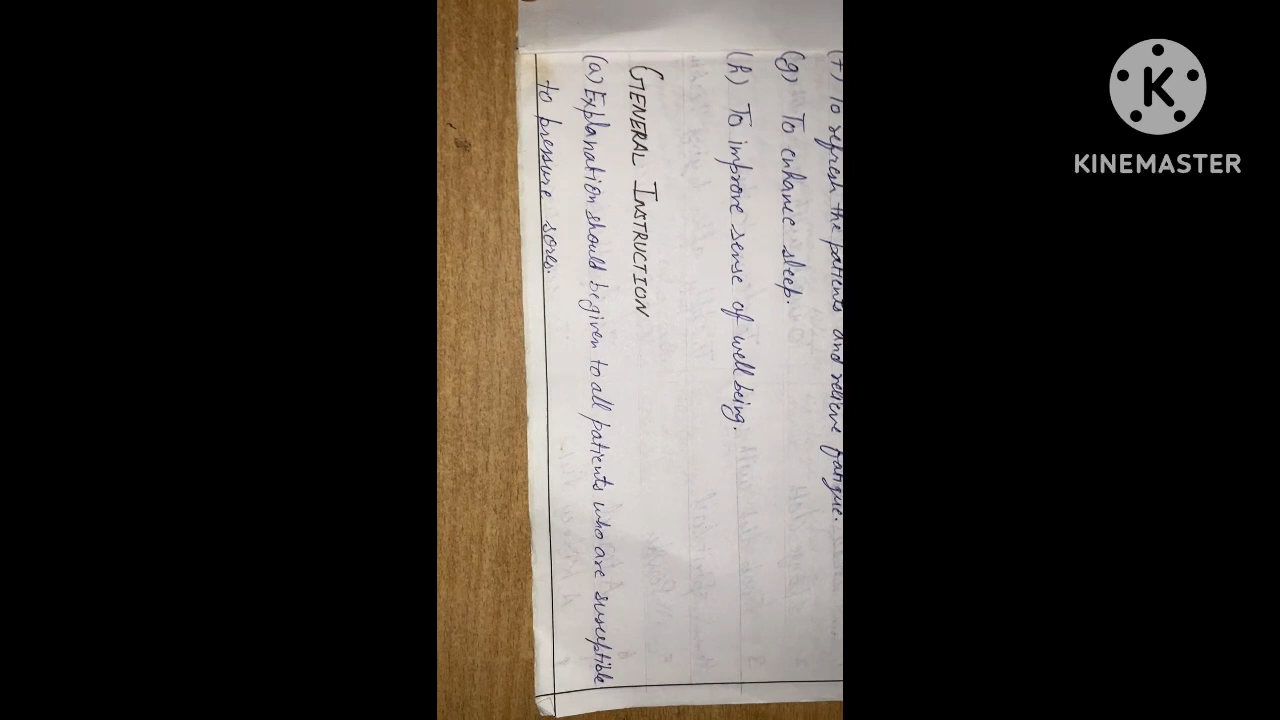 (f) To refresh the patients and relieve fatigue.
(g) To enhance sleep.
(h) To improve sense of well being.
GENERAL INSTRUCTION
(a) Explanation should be given to all patients who are susceptible
to pressure sores.
KINEMASTER